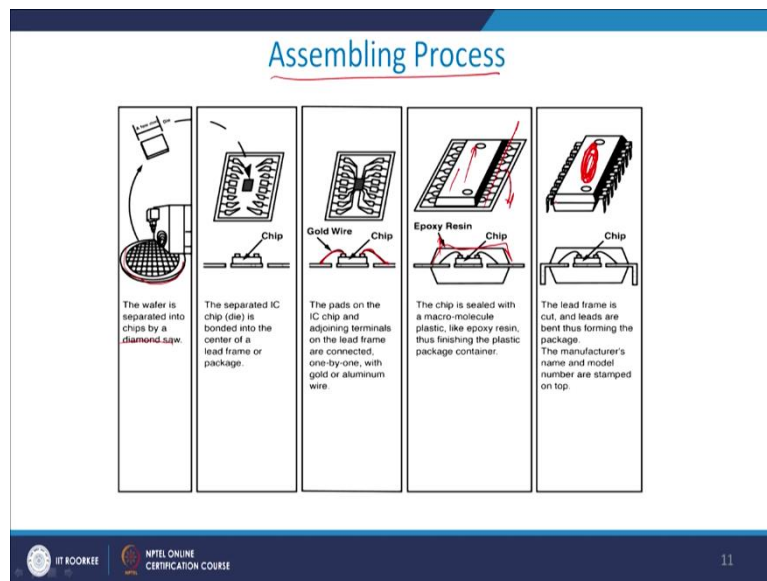 Assembling Process
A few mm
Die
Chip
Gold Wire
Chip
Epoxy Resin
Chip
Chip
The wafer is
separated into
chips by a
diamond saw.
The separated IC
chip (die) is
bonded into the
center of a
lead frame or
package.
The pads on the
IC chip and
adjoining terminals
on the lead frame
are connected,
one-by-one, with
gold or aluminum
wire.
The chip is sealed with
a macro-molecule
plastic, like epoxy resin,
thus finishing the plastic
package container.
The lead frame is
cut, and leads are
bent thus forming the
package.
The manufacturer's
name and model
number are stamped
on top.
IIT ROORKEE
NPTEL ONLINE
CERTIFICATION COURSE
11